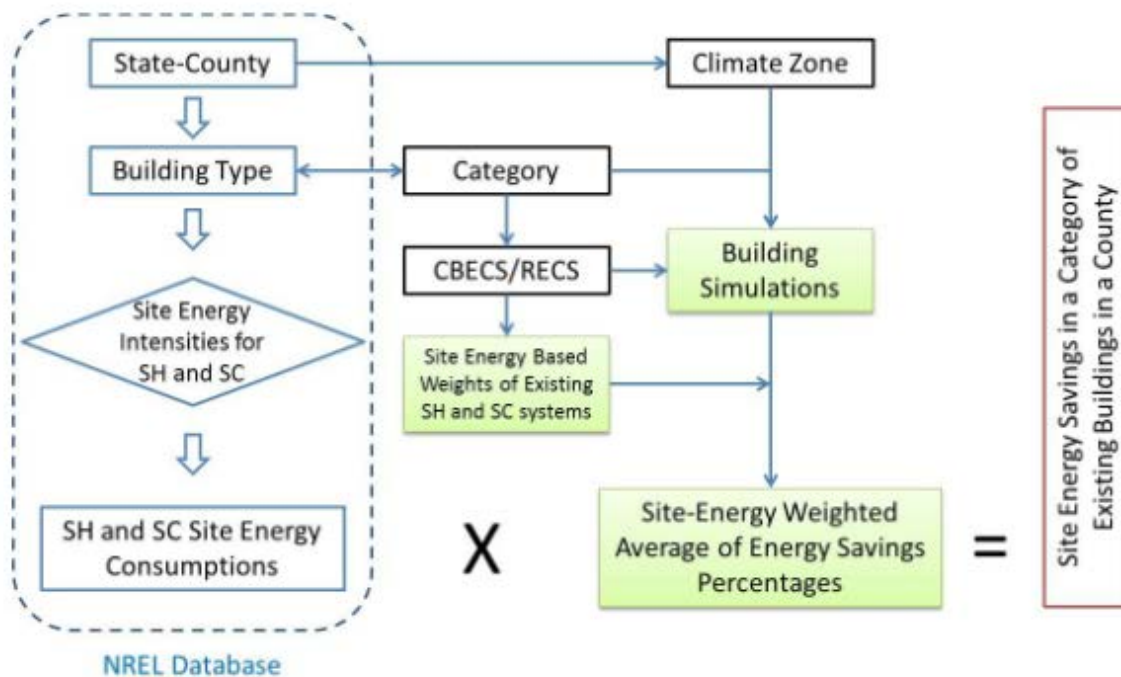 State-County
Climate Zone
Building Type
Category
CBECS/RECS
Building
Simulations
Site Energy
Intensities for
SH and SC
Site Energy Based
Weights of Existing
SH and SC systems
SH and SC Site Energy
Consumptions
X
Site-Energy Weighted
Average of Energy Savings
Percentages
=
Site Energy Savings in a Category of
Existing Buildings in a County
NREL Database